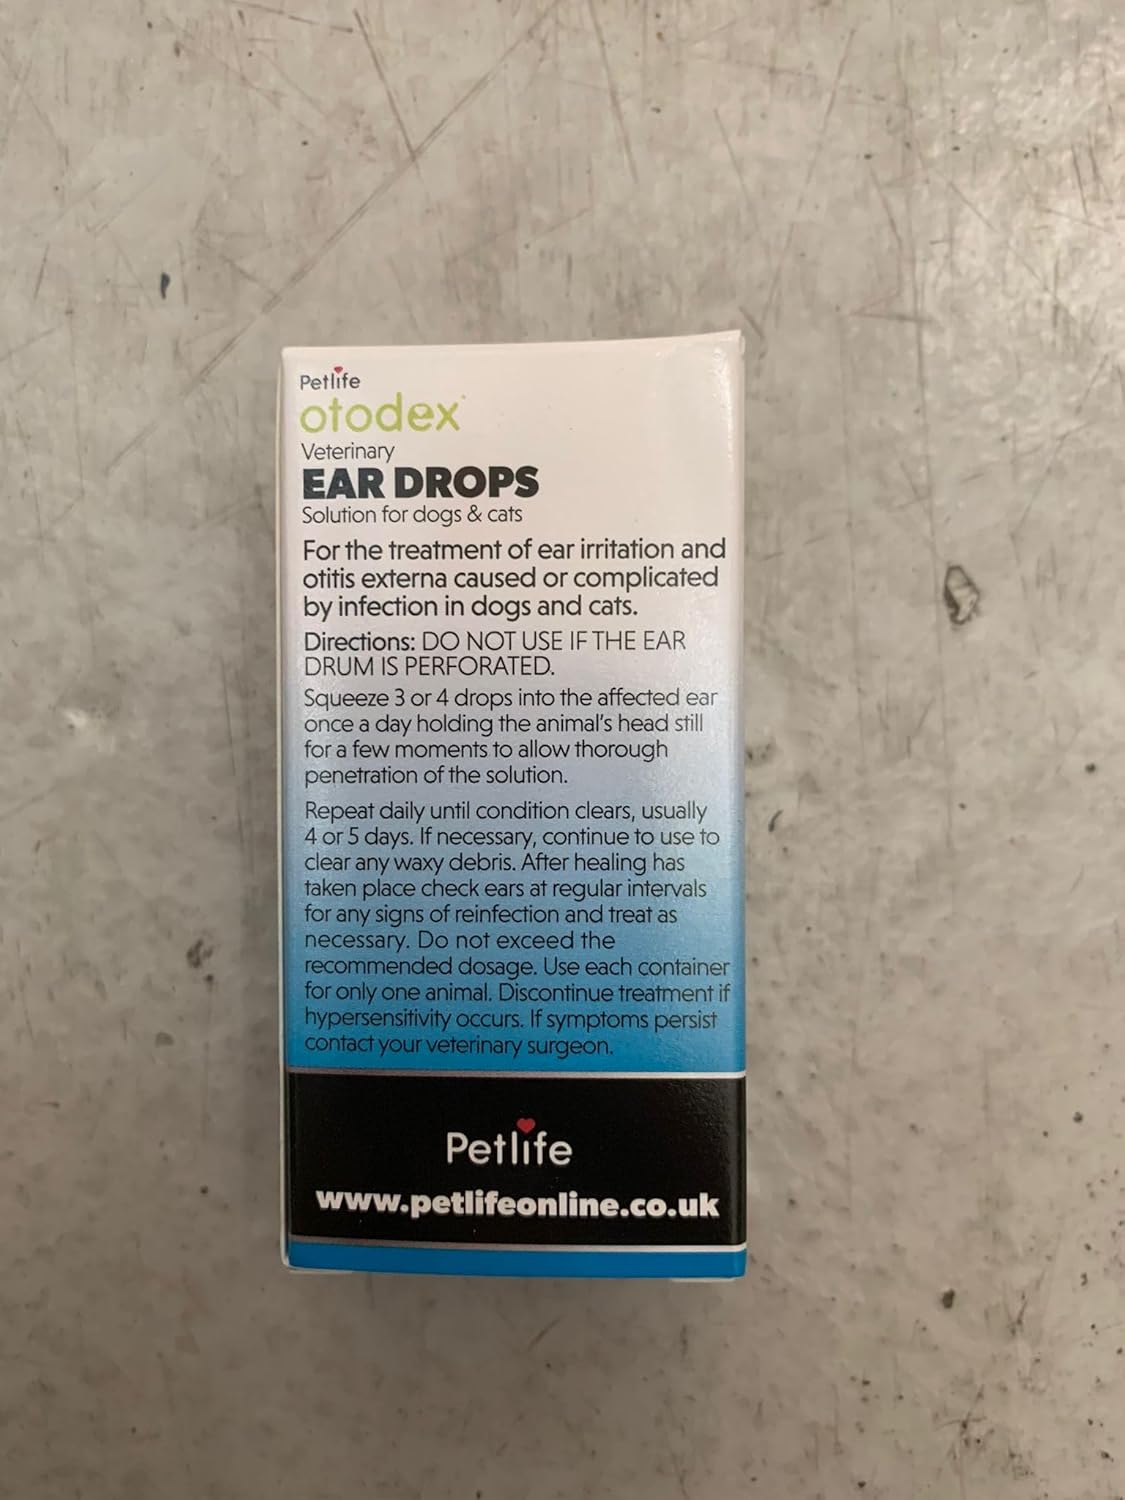 Petlife
otodex
Veterinary
EAR DROPS
Solution for dogs & cats
For the treatment of ear irritation and
otitis externa caused or complicated
by infection in dogs and cats.
Directions: DO NOT USE IF THE EAR
DRUM IS PERFORATED.
Squeeze 3 or 4 drops into the affected ear
once a day holding the animal's head still
for a few moments to allow thorough
penetration of the solution.
Repeat daily until condition clears, usually
4 or 5 days. If necessary, continue to use to
clear any waxy debris. After healing has
taken place check ears at regular intervals
for any signs of reinfection and treat as
necessary. Do not exceed the
recommended dosage. Use each container
for only one animal. Discontinue treatment if
hypersensitivity occurs. If symptoms persist
contact your veterinary surgeon.
Petlife
www.petlifeonline.co.uk